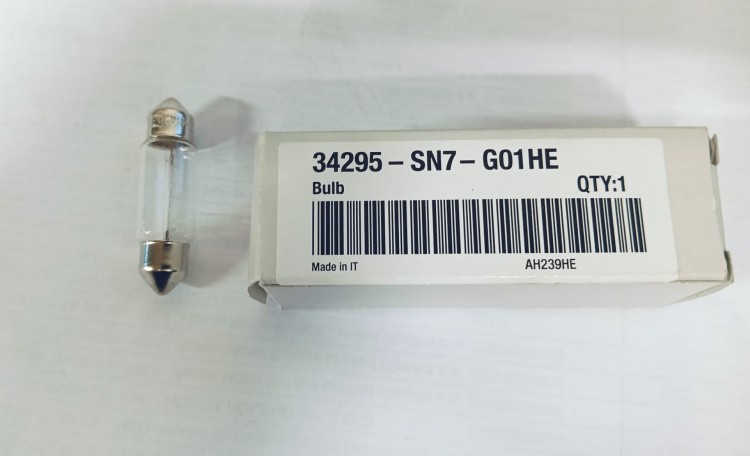 34295 – SN7 – G01HE
Bulb
QTY:1
Made in IT
AH239HE